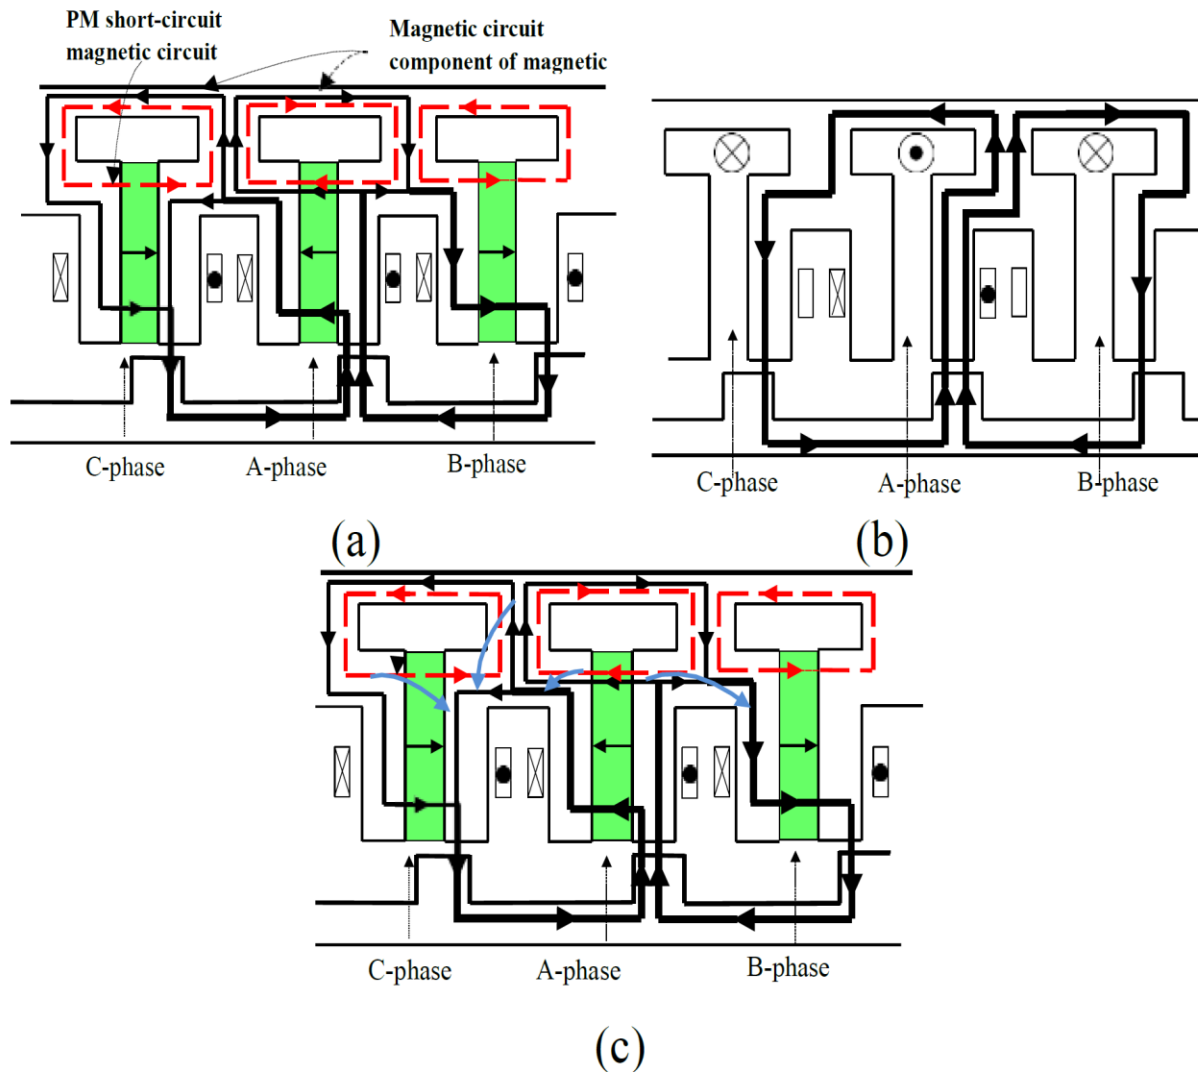 PM short-circuit
magnetic circuit
Magnetic circuit
component of magnetic
C-phase
A-phase
B-phase
C-phase
A-phase
B-phase
(a)
(b)
C-phase
A-phase
B-phase
(c)